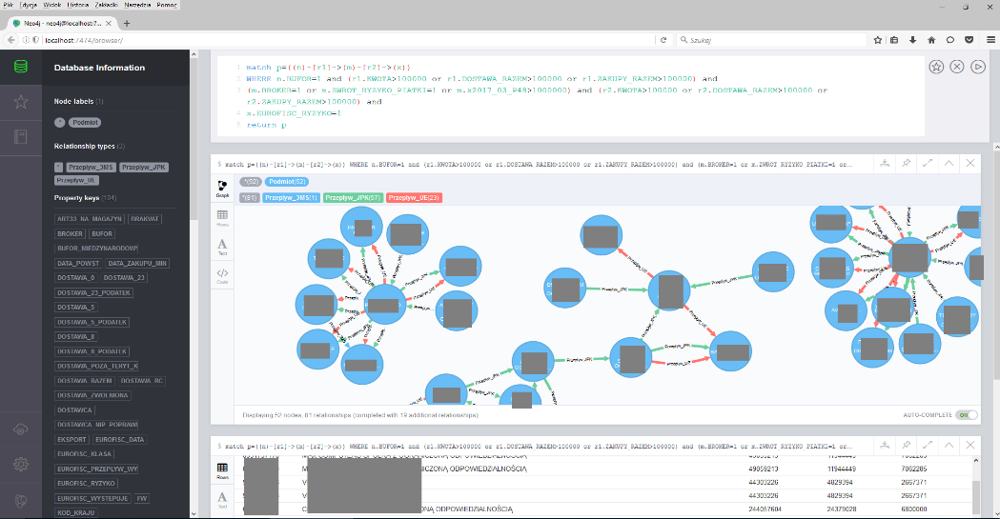 Plik Edycja Widok Historia Zakładki Narzędzia Pomoc
Neo4j - neo4j@localhost:7...
localhost:7474/browser/
Szukaj
Database Information
Node labels (1)
* Podmiot
Relationship types (3)
* Przeplyw_3MS Przeplyw_JPK
Przeplyw_UE
Property keys (134)
ART33_NA_MAGAZYN BRAKVAT
BROKER BUFOR
BUFOR_MIEDZYNARODOWY
DATA_POWST DATA_ZAKUPU_MIN
DOSTAWA_0 DOSTAWA_23
DOSTAWA_23_PODATEK
DOSTAWA_5
DOSTAWA_5_PODATEK
DOSTAWA_8
DOSTAWA_8_PODATEK
DOSTAWA_POZA_TERYT_K
DOSTAWA_RAZEM DOSTAWA_RC
DOSTAWA_ZWOLNIONA
DOSTAWCA
DOSTAWCA_NIP_POPRAW
EKSPORT EUROFISC_DATA
EUROFISC_KLASA
EUROFISC_PRZEPLYW_WY
EUROFISC_RYZYKO
EUROFISC_WYSTEPUJE FW
KOD_KRAJU
1 match p=((n)-[r1]->(m)-[r2]->(x))
2 WHERE n.BUFOR=1 and (r1.KWOTA>100000 or r1.DOSTAWA_RAZEM>100000 or r1.ZAKUPY_RAZEM>100000) and
3 (m.BROKER=1 or m.ZWROT_RYZYKO_PIATKI=1 or m.x2017_03_P48>1000000) and (r2.KWOTA>100000 or r2.DOSTAWA_RAZEM>100000 or
r2.ZAKUPY_RAZEM>100000) and
4 x.EUROFISC_RYZYKO=1
5 return p
$ match p=((n)-[r1]->(m)-[r2]->(x)) WHERE n.BUFOR=1 and (r1.KWOTA>100000 or r1.DOSTAWA_RAZEM>100000 or r1.ZAKUPY_RAZEM>100000) and (m.BROKER=1 or m.ZWROT_RYZYKO_PIATKI=1 or...
Graph
Rows
Text
Code
*(52) Podmiot(52)
*(81) Przeplyw_3MS(1) Przeplyw_JPK(57) Przeplyw_UE(23)
Displaying 52 nodes, 81 relationships (completed with 19 additional relationships).
AUTO-COMPLETE ON
$ match p=((n)-[r1]->(m)-[r2]->(x)) WHERE n.BUFOR=1 and (r1.KWOTA>100000 or r1.DOSTAWA_RAZEM>100000 or r1.ZAKUPY_RAZEM>100000) and (m.BROKER=1 or m.ZWROT_RYZYKO_PIATKI=1 or...
Rows
Text
49059213 11944449 7062285
CZONĄ ODPOWIEDZIALNOŚCIĄ 49059213 11944449 7062285
44303226 4829394 2667371
44303226 4829394 2667371
ONĄ ODPOWIEDZIALNOŚCIĄ 244057604 24379028 6800000